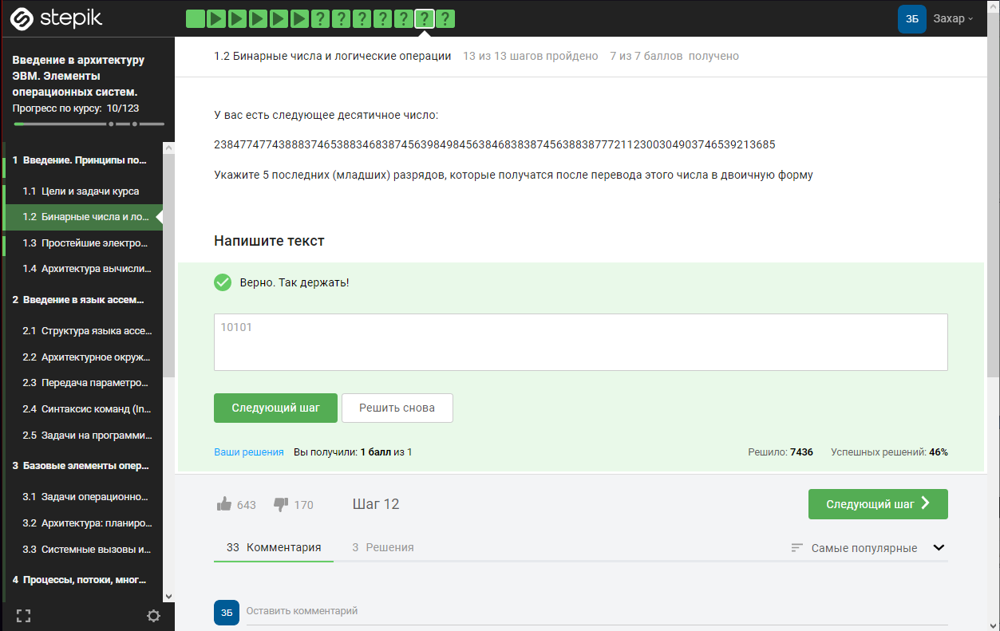 stepik
? ? ? ? ? ? ?
ЗБ Захар
Введение в архитектуру
ЭВМ. Элементы
операционных систем.
Прогресс по курсу: 10/123
1 Введение. Принципы по...
1.1 Цели и задачи курса
1.2 Бинарные числа и ло...
1.3 Простейшие электро...
1.4 Архитектура вычисли...
2 Введение в язык ассем...
2.1 Структура языка ассе...
2.2 Архитектурное окруж...
2.3 Передача параметро...
2.4 Синтаксис команд (In...
2.5 Задачи на программи...
3 Базовые элементы опер...
3.1 Задачи операционно...
3.2 Архитектура: планиро...
3.3 Системные вызовы и...
4 Процессы, потоки, мног...
1.2 Бинарные числа и логические операции 13 из 13 шагов пройдено 7 из 7 баллов получено
У вас есть следующее десятичное число:
238477477438883746538834683874563984984563846838387456388387772112300304903746539213685
Укажите 5 последних (младших) разрядов, которые получатся после перевода этого числа в двоичную форму
Напишите текст
Верно. Так держать!
10101
Следующий шаг Решить снова
Ваши решения Вы получили: 1 балл из 1 Решило: 7436 Успешных решений: 46%
643 170 Шаг 12 Следующий шаг
33 Комментария 3 Решения Самые популярные
ЗБ Оставить комментарий